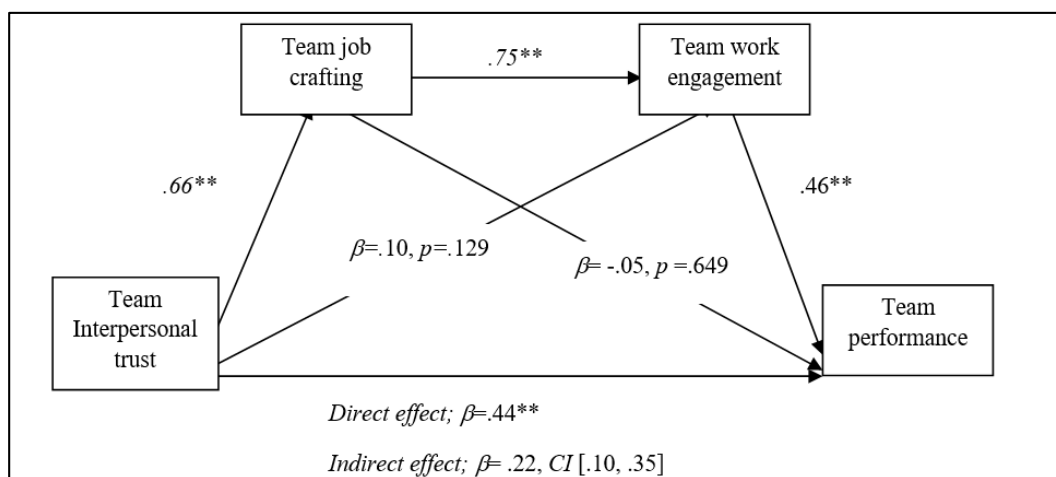 Team job
crafting
.75**
Team work
engagement
.66**
.46**
β=.10, p=.129
β= -.05, p =.649
Team
Interpersonal
trust
Team
performance
Direct effect; β=.44**
Indirect effect; β= .22, CI [.10, .35]